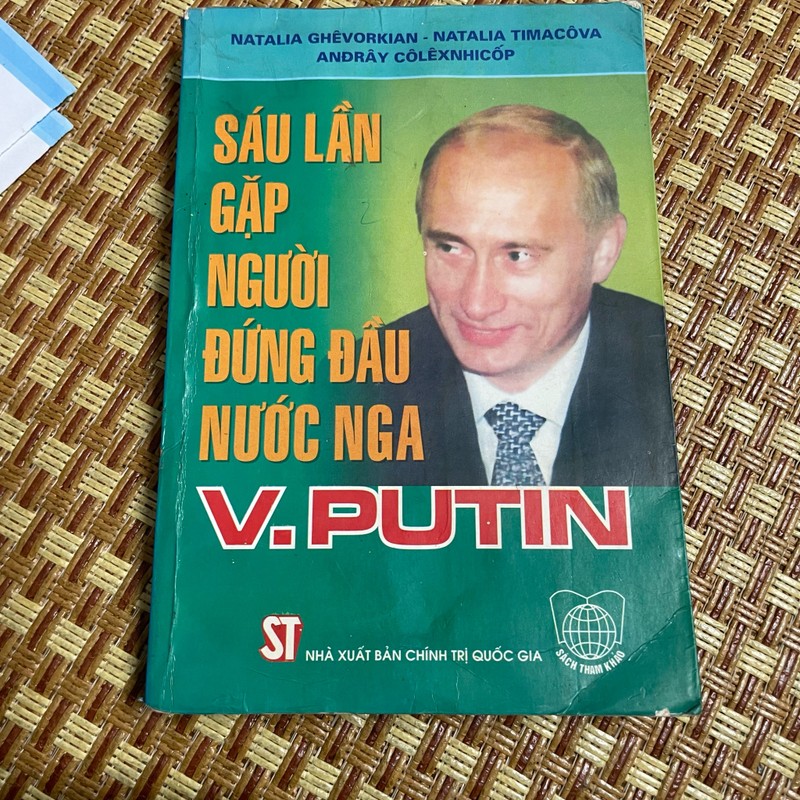 NATALIA GHÊVORKIAN - NATALIA TIMACÔVA
ANĐRÂY CÔLÊXNHICỐP
SÁU LẦN
GẶP
NGƯỜI
ĐỨNG ĐẦU
NƯỚC NGA
V.PUTIN
ST NHÀ XUẤT BẢN CHÍNH TRỊ QUỐC GIA
SÁCH THAM KHẢO